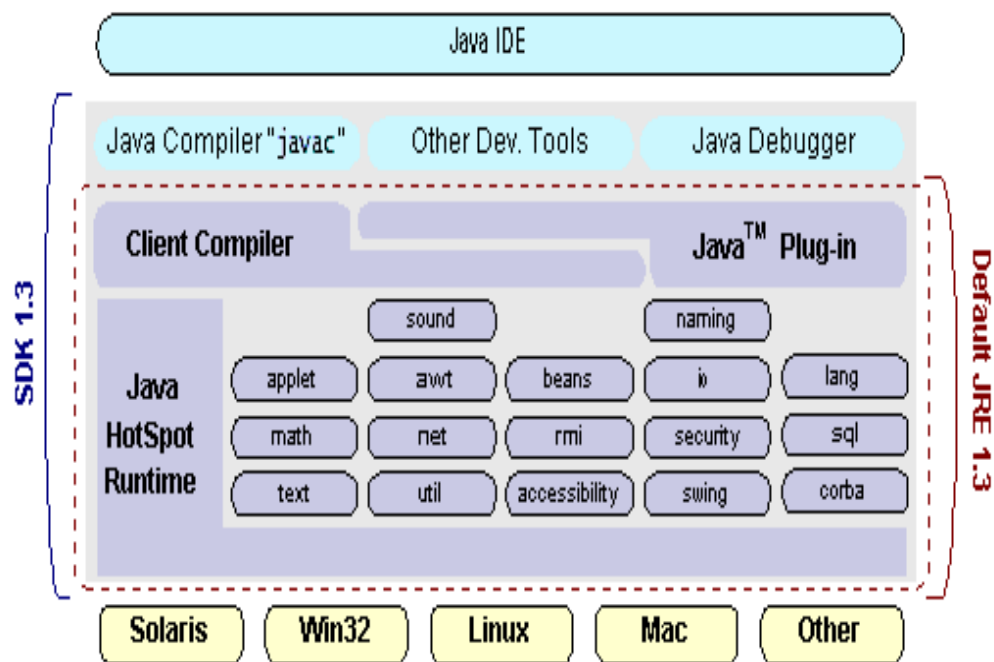 Java IDE
Java Compiler "javac"
Other Dev. Tools
Java Debugger
Client Compiler
Java™ Plug-in
SDK 1.3
Default JRE 1.3
Java
HotSpot
Runtime
sound
naming
applet
awt
beans
io
lang
math
net
rmi
security
sql
text
util
accessibility
swing
corba
Solaris
Win32
Linux
Mac
Other